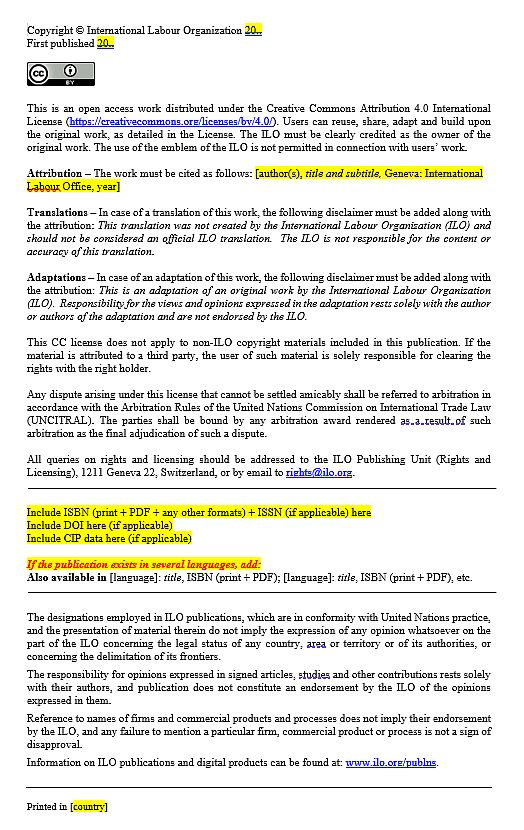 Copyright © International Labour Organization 20..
First published 20..
cc BY
This is an open access work distributed under the Creative Commons Attribution 4.0 International
License (https://creativecommons.org/licenses/by/4.0/). Users can reuse, share, adapt and build upon
the original work, as detailed in the License. The ILO must be clearly credited as the owner of the
original work. The use of the emblem of the ILO is not permitted in connection with users’ work.
Attribution – The work must be cited as follows: [author(s), title and subtitle, Geneva: International
Labour Office, year]
Translations – In case of a translation of this work, the following disclaimer must be added along with
the attribution: This translation was not created by the International Labour Organization (ILO) and
should not be considered an official ILO translation. The ILO is not responsible for the content or
accuracy of this translation.
Adaptations – In case of an adaptation of this work, the following disclaimer must be added along with
the attribution: This is an adaptation of an original work by the International Labour Organization
(ILO). Responsibility for the views and opinions expressed in the adaptation rests solely with the author
or authors of the adaptation and are not endorsed by the ILO.
This CC license does not apply to non-ILO copyright materials included in this publication. If the
material is attributed to a third party, the user of such material is solely responsible for clearing the
rights with the right holder.
Any dispute arising under this license that cannot be settled amicably shall be referred to arbitration in
accordance with the Arbitration Rules of the United Nations Commission on International Trade Law
(UNCITRAL). The parties shall be bound by any arbitration award rendered as a result of such
arbitration as the final adjudication of such a dispute.
All queries on rights and licensing should be addressed to the ILO Publishing Unit (Rights and
Licensing), 1211 Geneva 22, Switzerland, or by email to rights@ilo.org.
Include ISBN (print + PDF + any other formats) + ISSN (if applicable) here
Include DOI here (if applicable)
Include CIP data here (if applicable)
If the publication exists in several languages, add:
Also available in [language]: title, ISBN (print + PDF); [language]: title, ISBN (print + PDF), etc.
The designations employed in ILO publications, which are in conformity with United Nations practice,
and the presentation of material therein do not imply the expression of any opinion whatsoever on the
part of the ILO concerning the legal status of any country, area or territory or of its authorities, or
concerning the delimitation of its frontiers.
The responsibility for opinions expressed in signed articles, studies and other contributions rests solely
with their authors, and publication does not constitute an endorsement by the ILO of the opinions
expressed in them.
Reference to names of firms and commercial products and processes does not imply their endorsement
by the ILO, and any failure to mention a particular firm, commercial product or process is not a sign of
disapproval.
Information on ILO publications and digital products can be found at: www.ilo.org/publns.
Printed in [country]